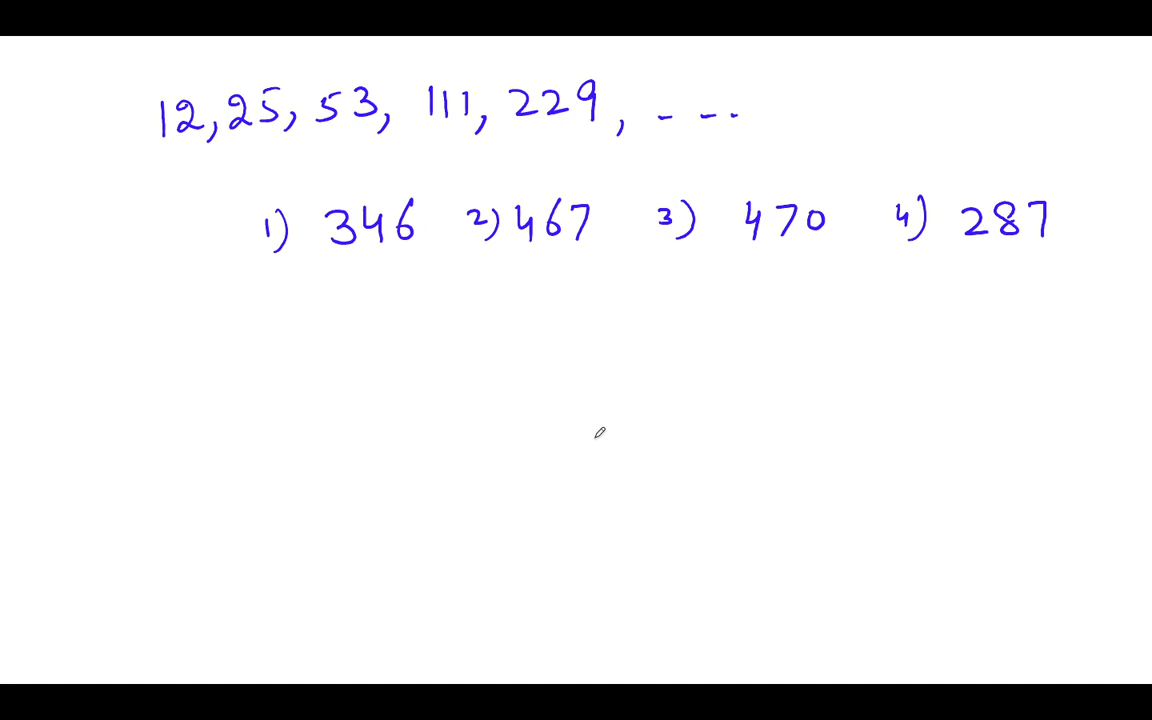 12, 25, 53, 111, 229, - - -
1) 346 2) 467 3) 470 4) 287